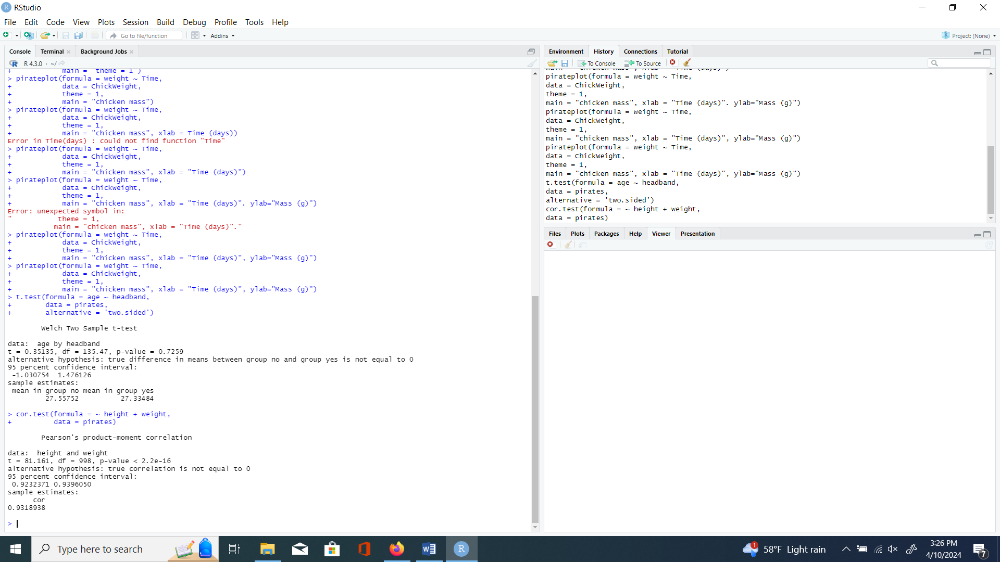 RStudio
File Edit Code View Plots Session Build Debug Profile Tools Help
Go to file/function Addins Project: (None)
Console Terminal Background Jobs
R 4.3.0 · ~/
+            main = "theme = 1")
> pirateplot(formula = weight ~ Time,
+            data = ChickWeight,
+            theme = 1,
+            main = "chicken mass")
> pirateplot(formula = weight ~ Time,
+            data = ChickWeight,
+            theme = 1,
+            main = "chicken mass", xlab = Time (days))
Error in Time(days) : could not find function "Time"
> pirateplot(formula = weight ~ Time,
+            data = ChickWeight,
+            theme = 1,
+            main = "chicken mass", xlab = "Time (days)")
> pirateplot(formula = weight ~ Time,
+            data = ChickWeight,
+            theme = 1,
+            main = "chicken mass", xlab = "Time (days)". ylab="Mass (g)")
Error: unexpected symbol in:
"           theme = 1,
           main = "chicken mass", xlab = "Time (days)"."
> pirateplot(formula = weight ~ Time,
+            data = ChickWeight,
+            theme = 1,
+            main = "chicken mass", xlab = "Time (days)", ylab="Mass (g)")
> pirateplot(formula = weight ~ Time,
+            data = ChickWeight,
+            theme = 1,
+            main = "chicken mass", xlab = "Time (days)", ylab="Mass (g)")
> t.test(formula = age ~ headband,
+        data = pirates,
+        alternative = 'two.sided')
Welch Two Sample t-test
data:  age by headband
t = 0.35135, df = 135.47, p-value = 0.7259
alternative hypothesis: true difference in means between group no and group yes is not equal to 0
95 percent confidence interval:
-1.030754  1.476126
sample estimates:
mean in group no mean in group yes
27.55752          27.33484
> cor.test(formula = ~ height + weight,
+          data = pirates)
Pearson's product-moment correlation
data:  height and weight
t = 81.161, df = 998, p-value < 2.2e-16
alternative hypothesis: true correlation is not equal to 0
95 percent confidence interval:
0.9232371 0.9396050
sample estimates:
cor
0.9318938
>
Environment History Connections Tutorial
To Console To Source
main = "chicken mass", xlab = "Time (days)")
pirateplot(formula = weight ~ Time,
data = ChickWeight,
theme = 1,
main = "chicken mass", xlab = "Time (days)". ylab="Mass (g)")
pirateplot(formula = weight ~ Time,
data = ChickWeight,
theme = 1,
main = "chicken mass", xlab = "Time (days)", ylab="Mass (g)")
pirateplot(formula = weight ~ Time,
data = ChickWeight,
theme = 1,
main = "chicken mass", xlab = "Time (days)", ylab="Mass (g)")
t.test(formula = age ~ headband,
data = pirates,
alternative = 'two.sided')
cor.test(formula = ~ height + weight,
data = pirates)
Files Plots Packages Help Viewer Presentation
Type here to search
1
58°F Light rain
3:26 PM
4/10/2024
7